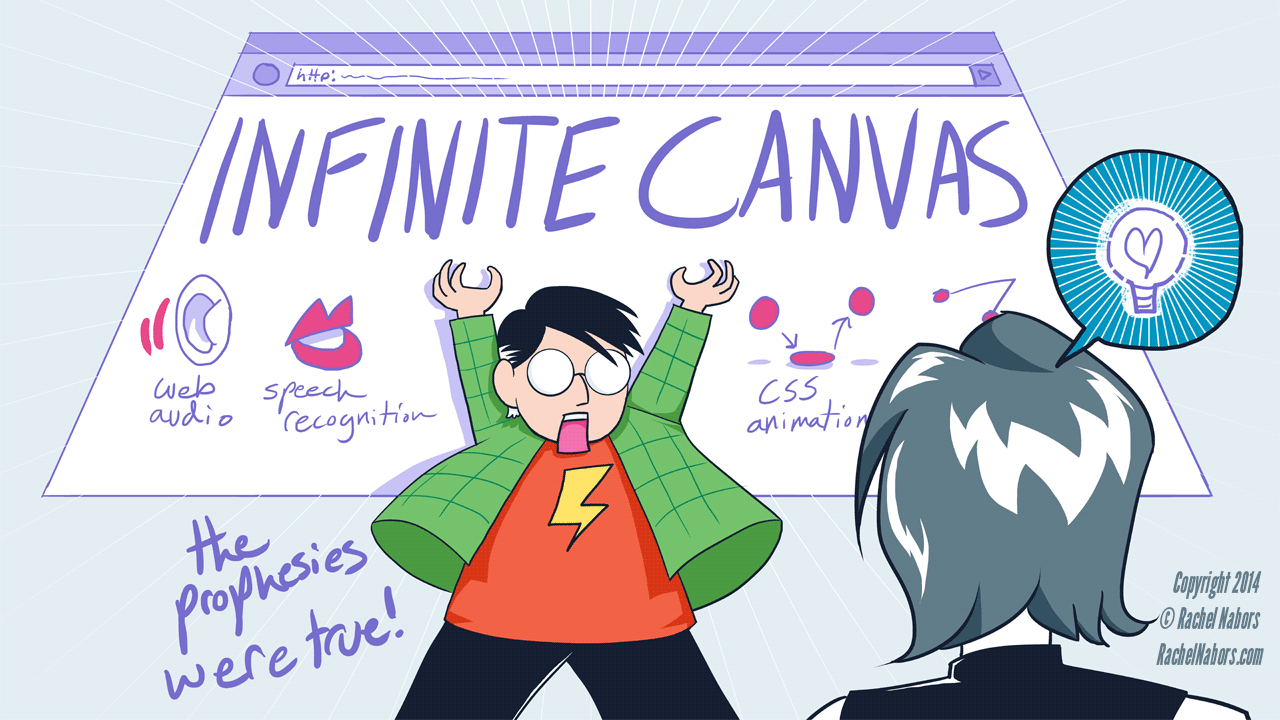 http:
INFINITE CANVAS
web
audio
speech
recognition
CSS
animation
the
prophesies
were true!
Copyright 2014
© Rachel Nabors
RachelNabors.com